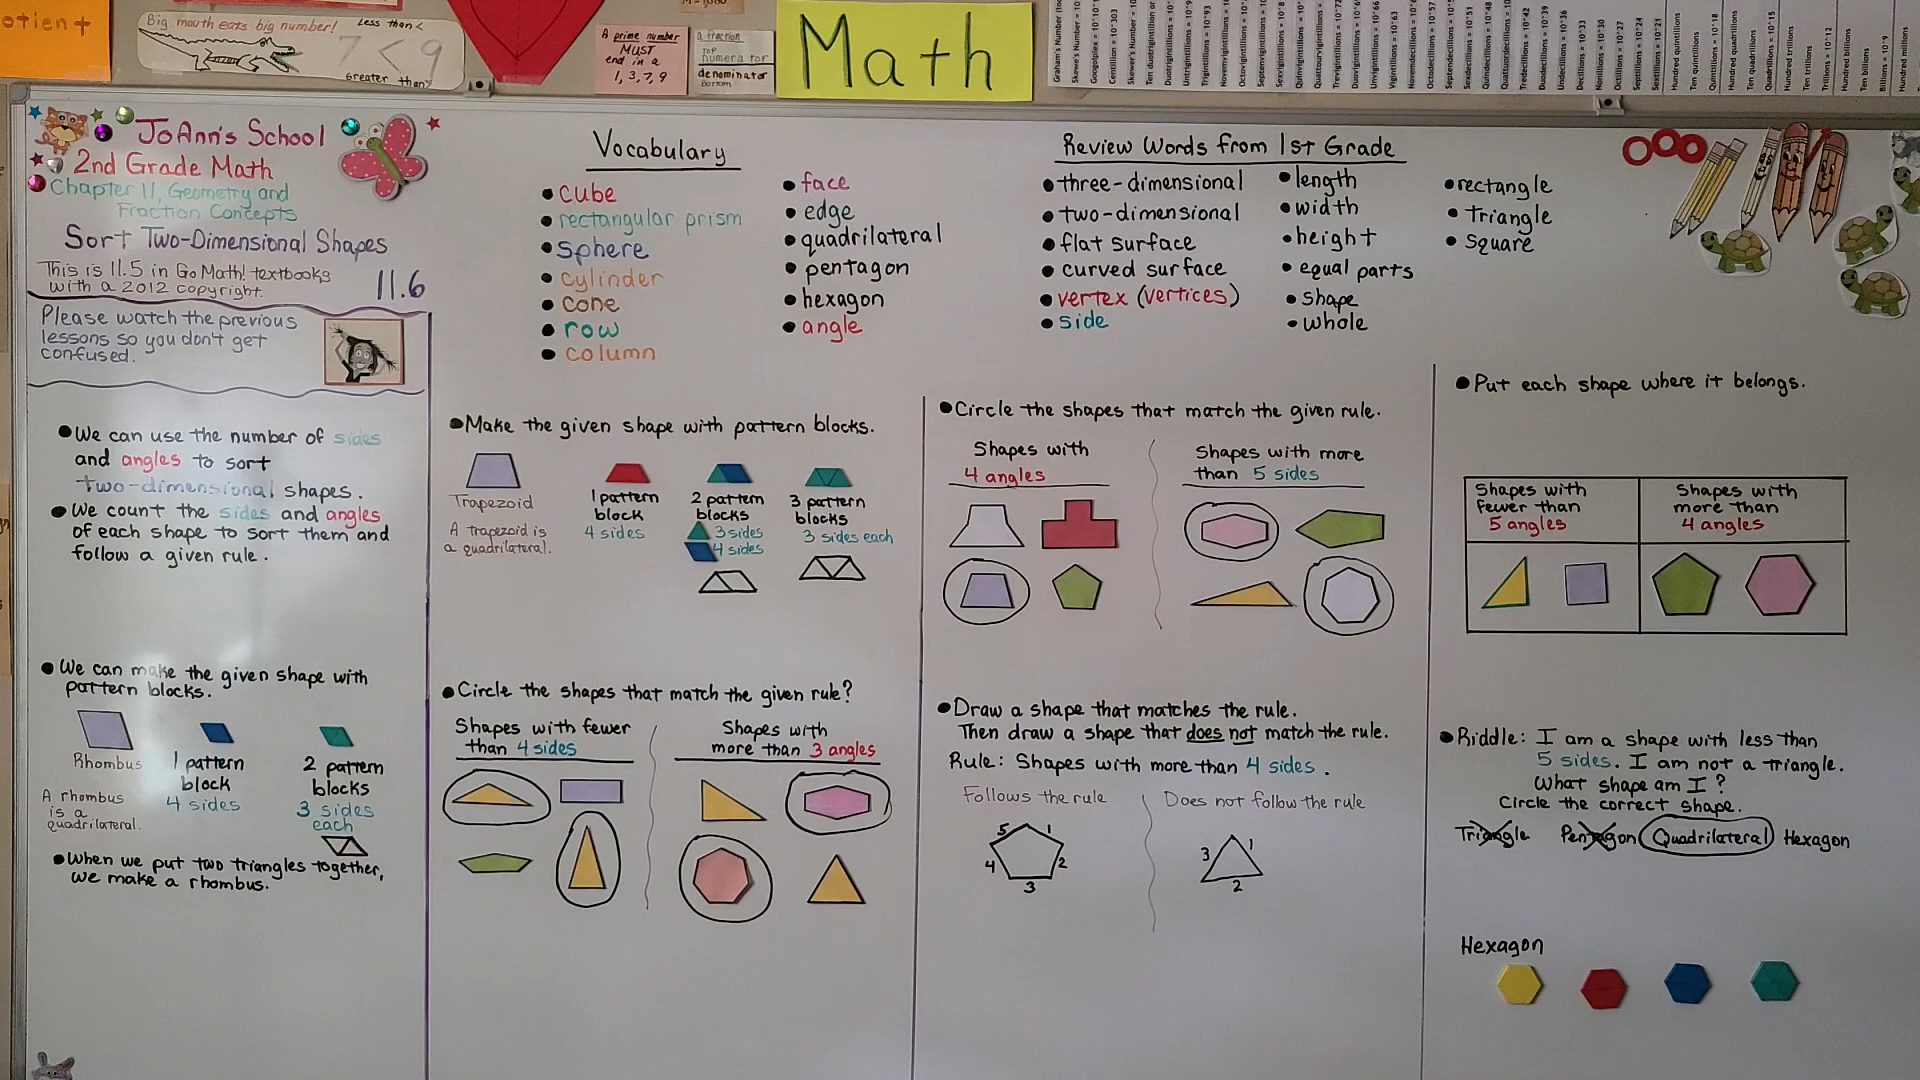 otient
Big mouth eats big number! Less than <
7 < 9
Greater than>
A prime number
MUST
end in a
1, 3, 7, 9
a fraction
TOP
numerator
denominator
Bottom
Math
JoAnn's School
2nd Grade Math
Chapter 11, Geometry and
Fraction Concepts
Sort Two-Dimensional Shapes
This is 11.5 in Go Math! textbooks
with a 2012 copyright.
11.6
Please watch the previous
lessons so you don't get
confused.
Vocabulary
• cube
• rectangular prism
• sphere
• cylinder
• cone
• row
• column
• face
• edge
• quadrilateral
• pentagon
• hexagon
• angle
Review Words from 1st Grade
• three-dimensional
• two-dimensional
• flat surface
• curved surface
• vertex (vertices)
• side
• length
• width
• height
• equal parts
• shape
• whole
• rectangle
• triangle
• square
• We can use the number of sides
and angles to sort
two-dimensional shapes.
• We count the sides and angles
of each shape to sort them and
follow a given rule.
• We can make the given shape with
pattern blocks.
Rhombus
A rhombus
is a
quadrilateral.
1 pattern
block
4 sides
2 pattern
blocks
3 sides
each
• When we put two triangles together,
we make a rhombus.
• Make the given shape with pattern blocks.
Trapezoid
A trapezoid is
a quadrilateral.
1 pattern
block
4 sides
2 pattern
blocks
3 sides
4 sides
3 pattern
blocks
3 sides each
• Circle the shapes that match the given rule?
Shapes with fewer
than 4 sides
Shapes with
more than 3 angles
• Circle the shapes that match the given rule.
Shapes with
4 angles
Shapes with more
than 5 sides
• Draw a shape that matches the rule.
Then draw a shape that does not match the rule.
Rule: Shapes with more than 4 sides.
Follows the rule
5 1
4 2
3
Does not follow the rule
3 1
2
• Put each shape where it belongs.
Shapes with
fewer than
5 angles
Shapes with
more than
4 angles
• Riddle: I am a shape with less than
5 sides. I am not a triangle.
What shape am I?
Circle the correct shape.
Triangle Pentagon Quadrilateral Hexagon
Hexagon